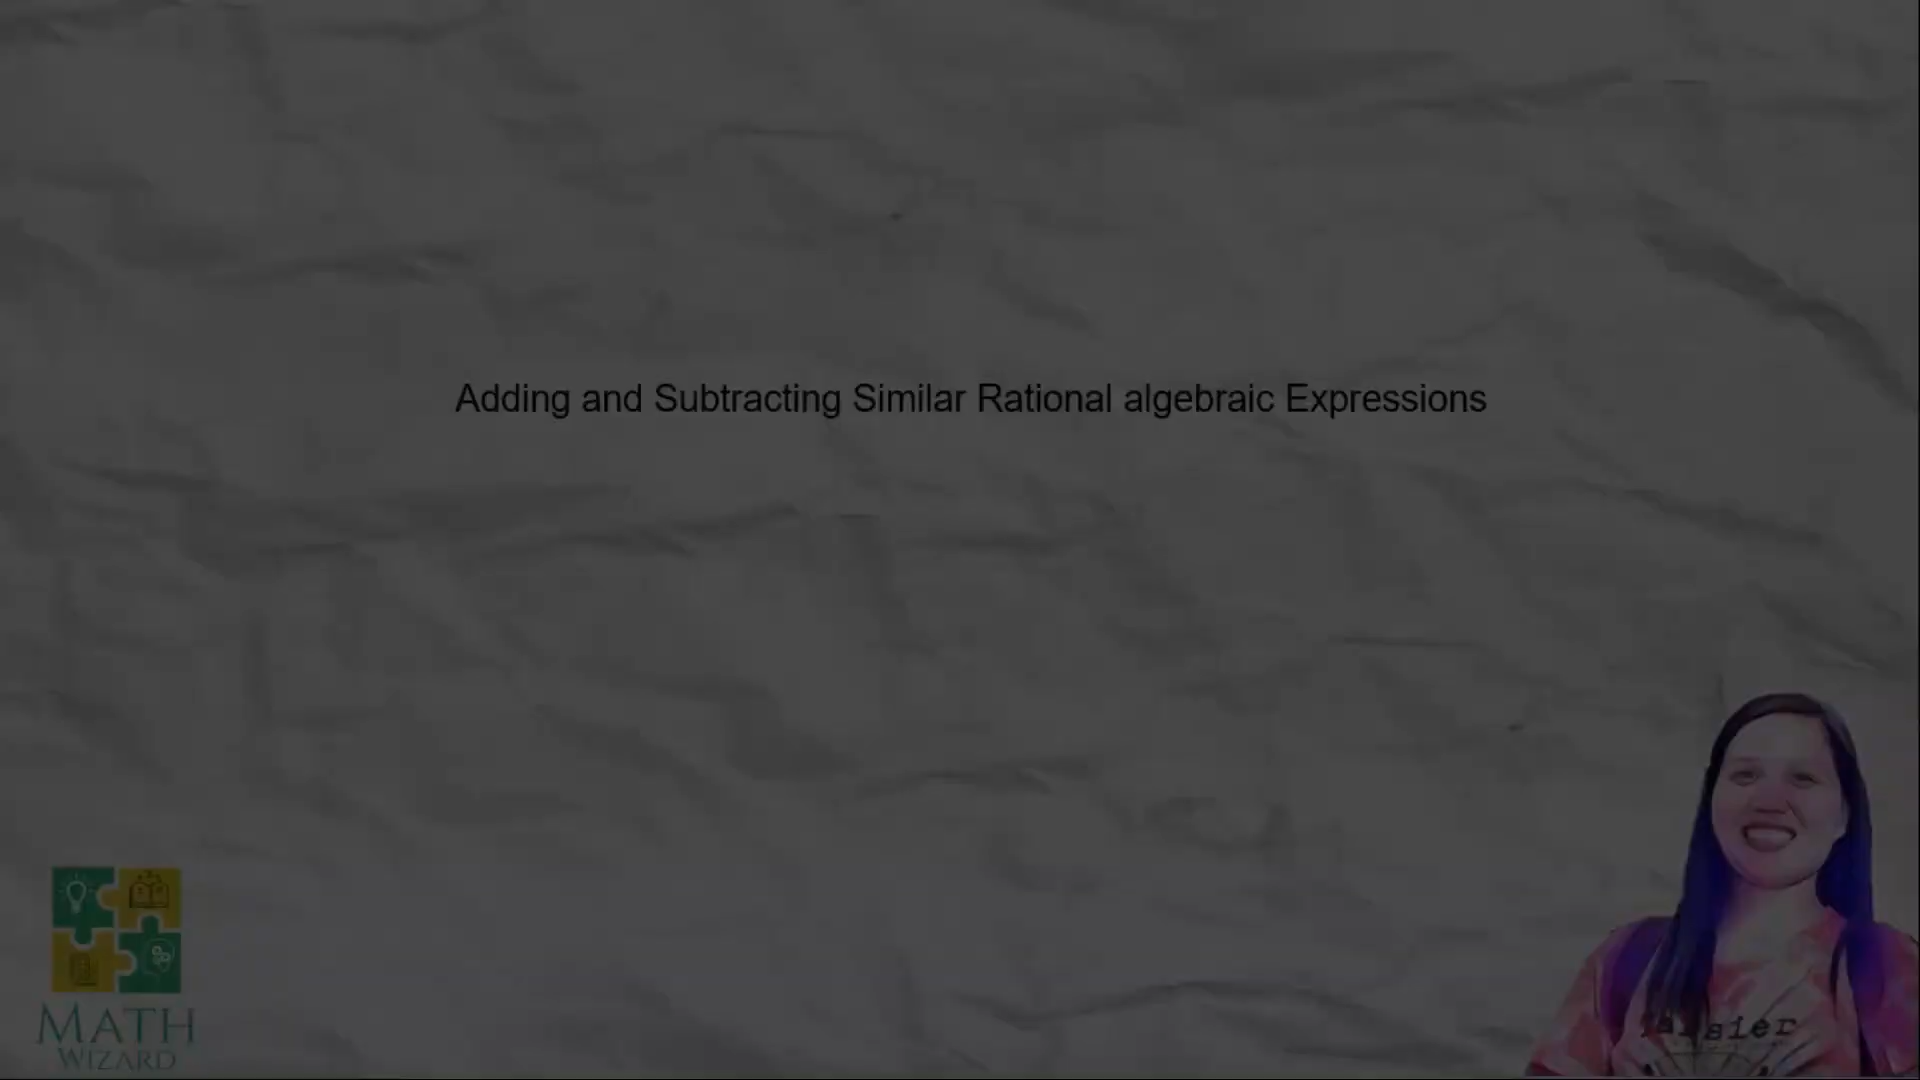 Adding and Subtracting Similar Rational algebraic Expressions
MATH
WIZARD